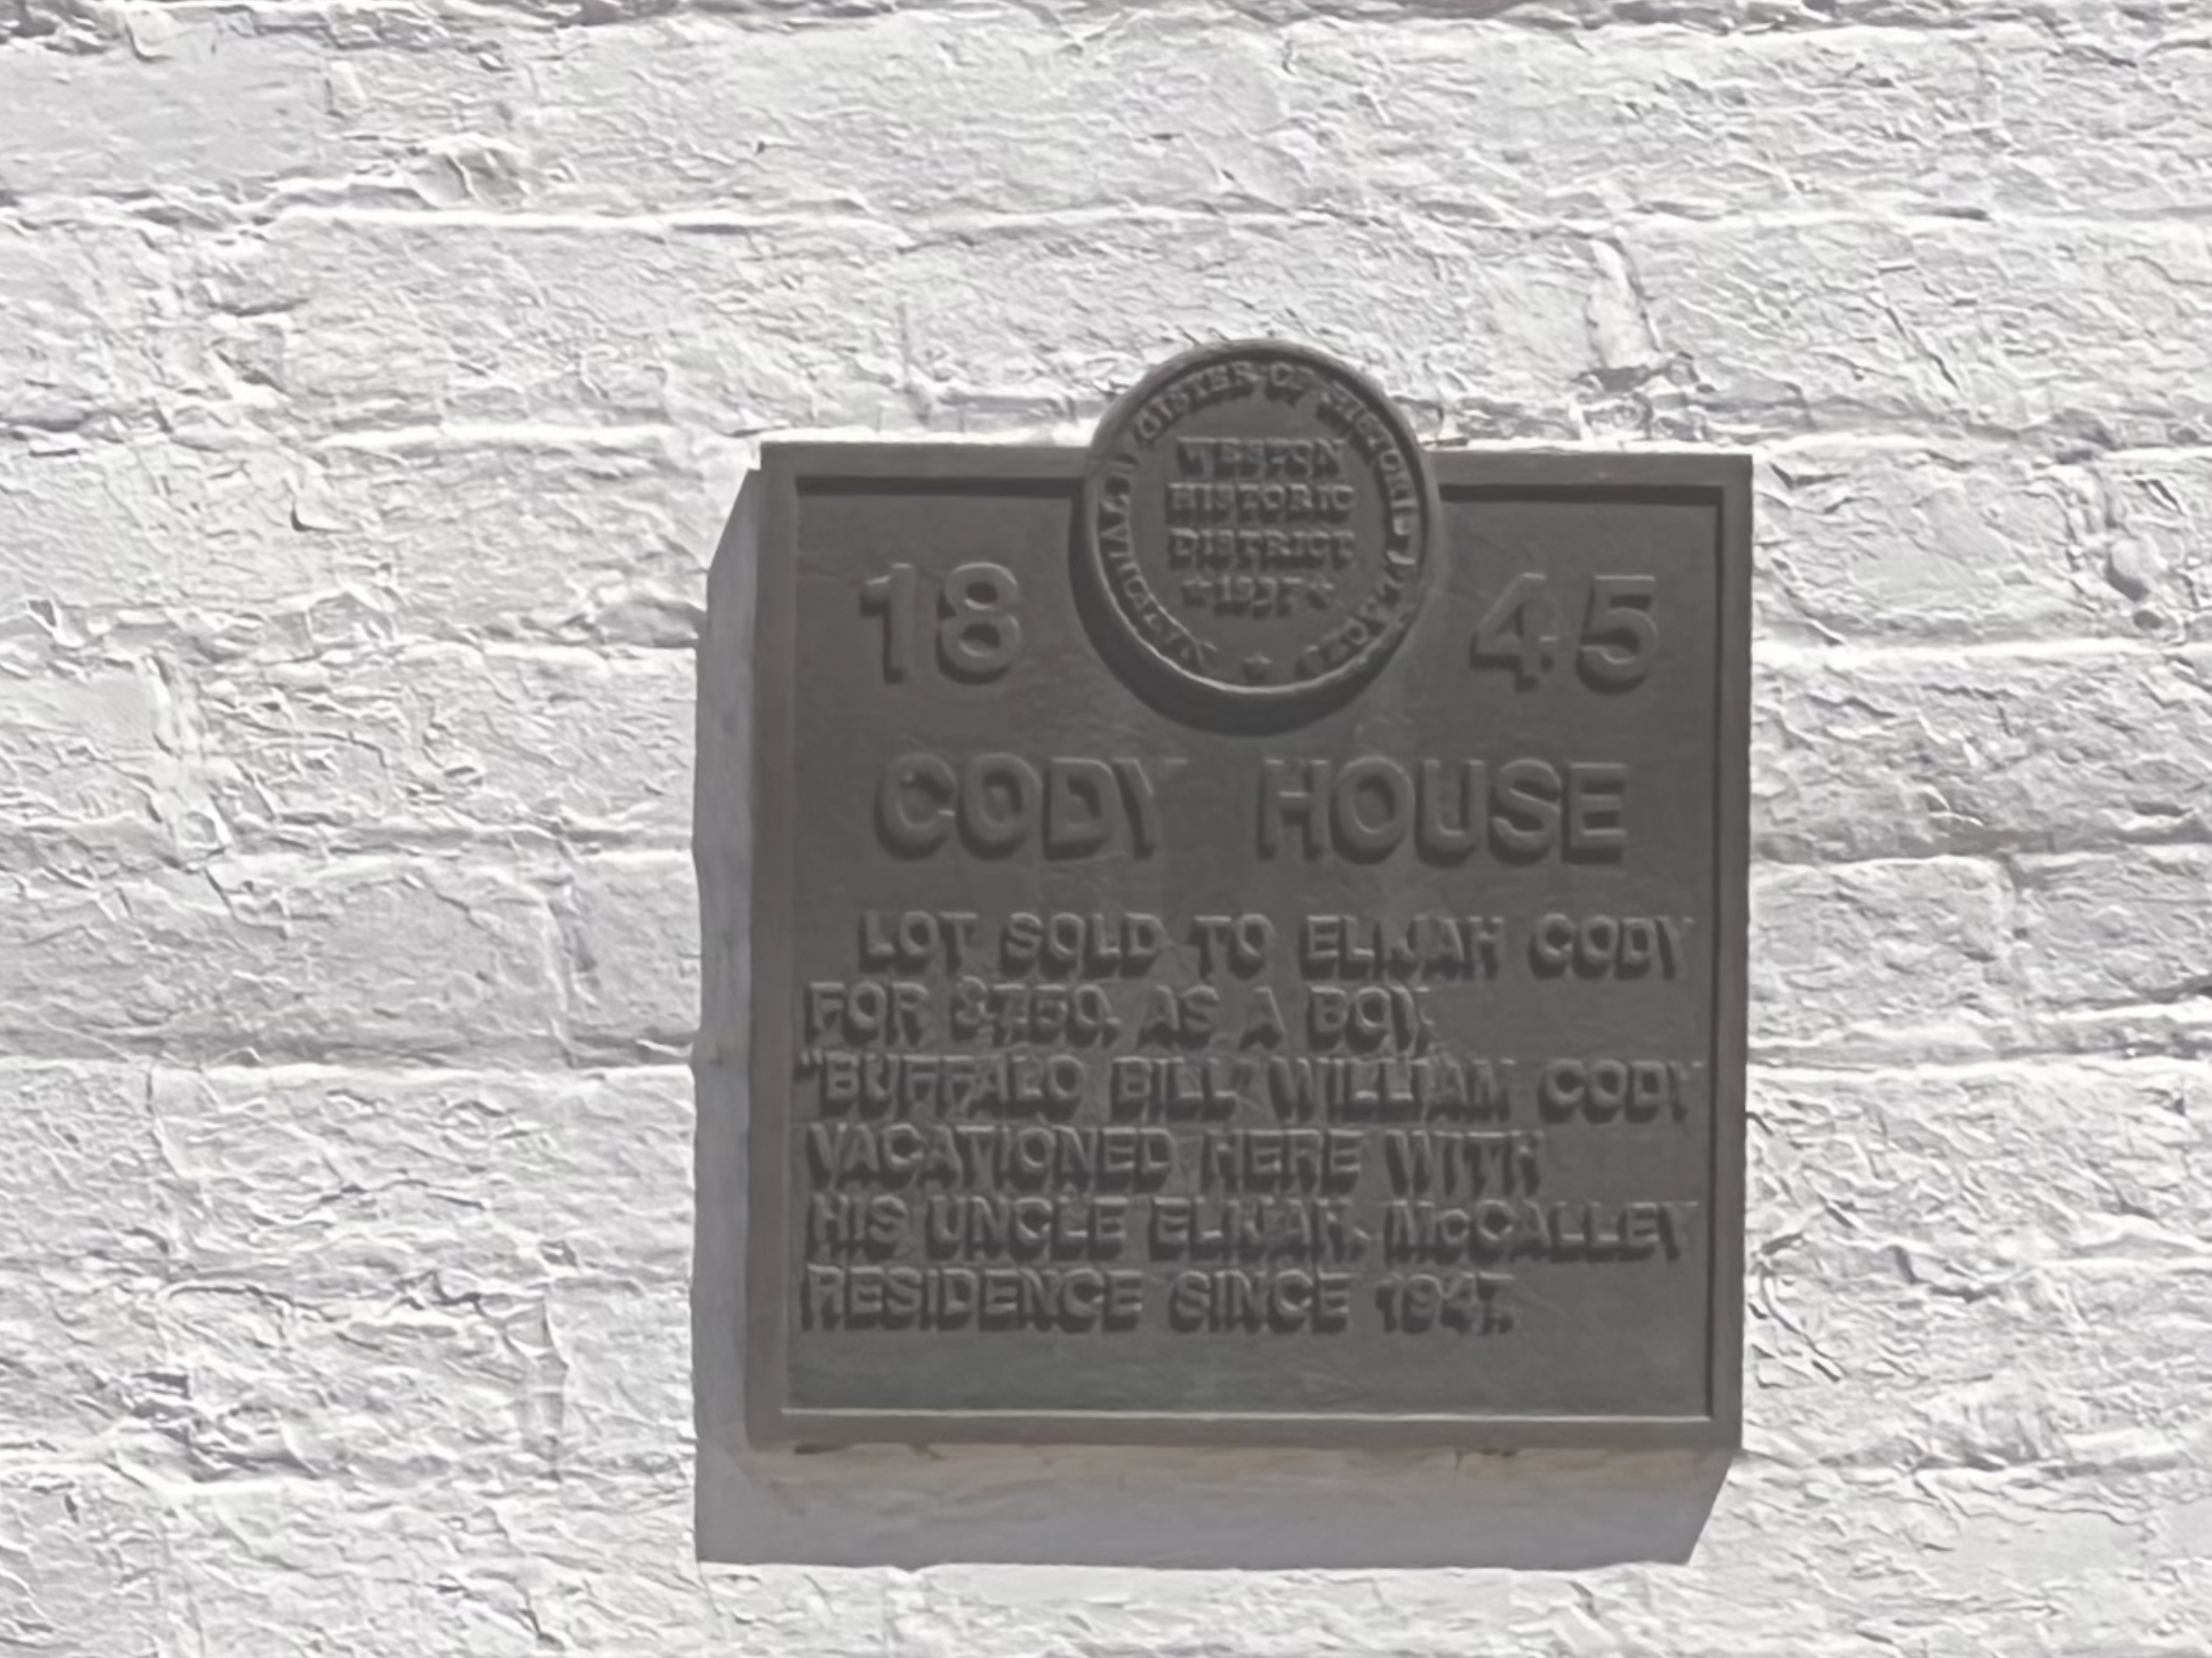 NATIONAL REGISTER OF HISTORIC PLACES
WESTON
HISTORIC
DISTRICT
18 45
CODY HOUSE
LOT SOLD TO ELIJAH CODY
FOR $750. AS A BOY,
"BUFFALO BILL" WILLIAM CODY
VACATIONED HERE WITH
HIS UNCLE ELIJAH. McCALLEY
RESIDENCE SINCE 1947.